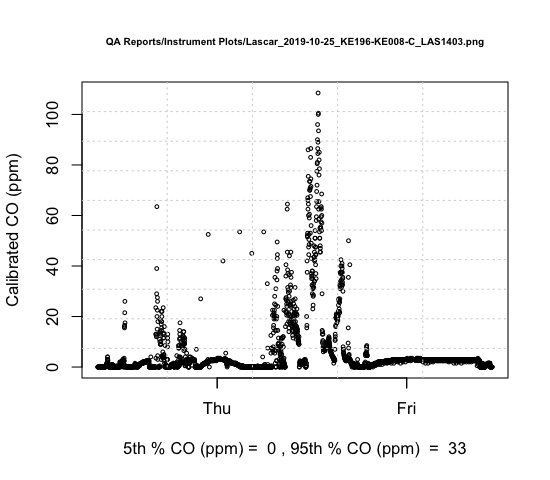 QA Reports/Instrument Plots/Lascar_2019-10-25_KE196-KE008-C_LAS1403.png
Calibrated CO (ppm)
100
80
60
40
20
0
Thu Fri
5th % CO (ppm) = 0 , 95th % CO (ppm) = 33